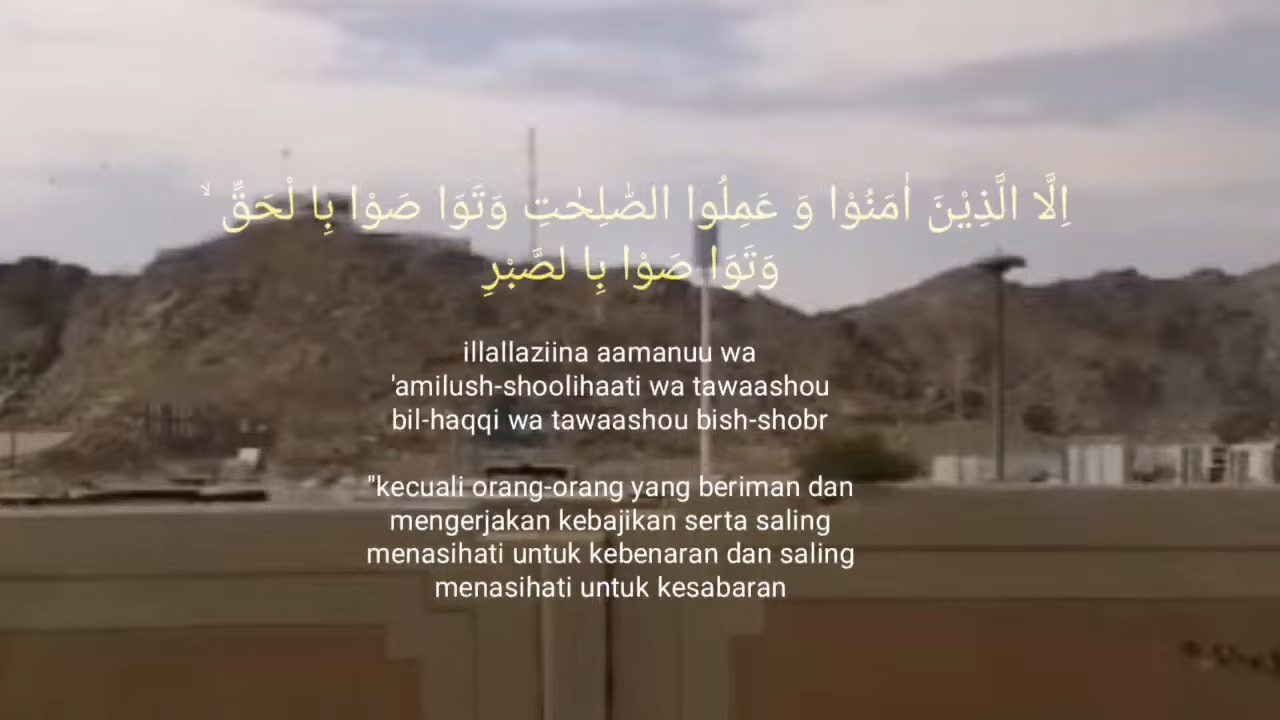 اِلَّا الَّذِيْنَ اٰمَنُوْا وَ عَمِلُوا الصّٰلِحٰتِ وَتَوَا صَوْا بِا لْحَقِّ ۙ
وَتَوَا صَوْا بِا لصَّبْرِ
illallaziina aamanuu wa
'amilush-shoolihaati wa tawaashou
bil-haqqi wa tawaashou bish-shobr
"kecuali orang-orang yang beriman dan
mengerjakan kebajikan serta saling
menasihati untuk kebenaran dan saling
menasihati untuk kesabaran